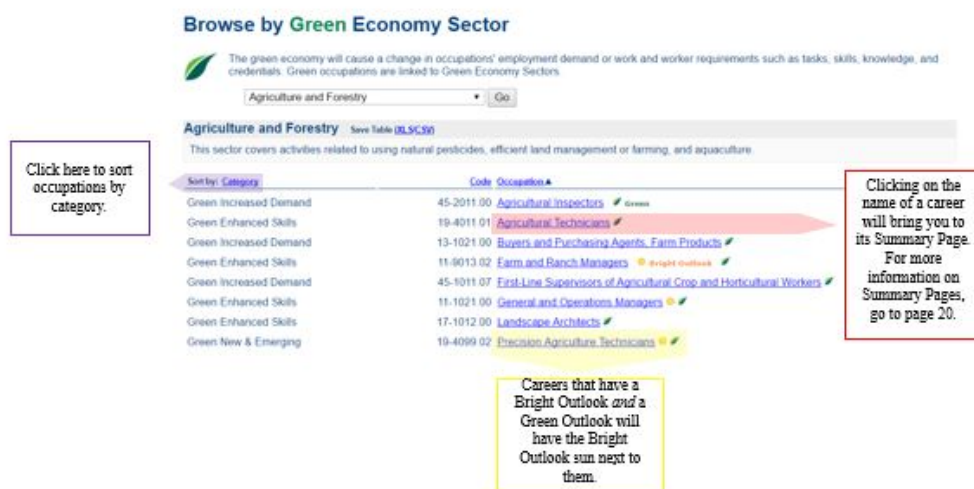 Browse by Green Economy Sector
The green economy will cause a change in occupations' employment demand or work and worker requirements such as tasks, skills, knowledge, and
credentials. Green occupations are linked to Green Economy Sectors.
Agriculture and Forestry Go
Agriculture and Forestry Save Table (XLS/CSV)
This sector covers activities related to using natural pesticides, efficient land management or farming, and aquaculture.
Click here to sort
occupations by
category.
Sort by: Category Code Occupation
Green Increased Demand 45-2011.00 Agricultural Inspectors Green
Green Enhanced Skills 19-4011.01 Agricultural Technicians
Green Increased Demand 13-1021.00 Buyers and Purchasing Agents, Farm Products
Green Enhanced Skills 11-9013.02 Farm and Ranch Managers Bright Outlook
Green Increased Demand 45-1011.07 First-Line Supervisors of Agricultural Crop and Horticultural Workers
Green Enhanced Skills 11-1021.00 General and Operations Managers
Green Enhanced Skills 17-1012.00 Landscape Architects
Green New & Emerging 19-4099.02 Precision Agriculture Technicians
Clicking on the
name of a career
will bring you to
its Summary Page.
For more
information on
Summary Pages,
go to page 20.
Careers that have a
Bright Outlook and a
Green Outlook will
have the Bright
Outlook sun next to
them.